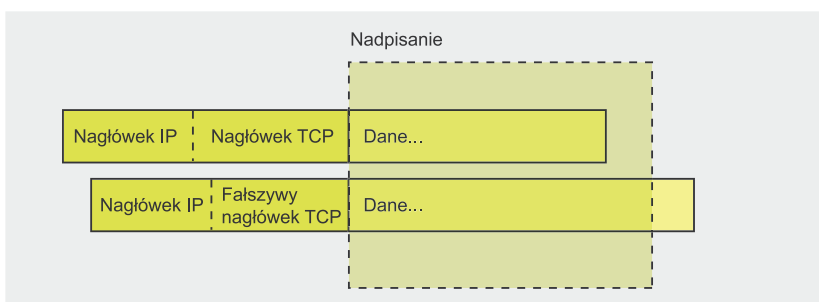 Nadpisanie
Nagłówek IP Nagłówek TCP Dane...
Nagłówek IP Fałszywy
nagłówek TCP Dane...